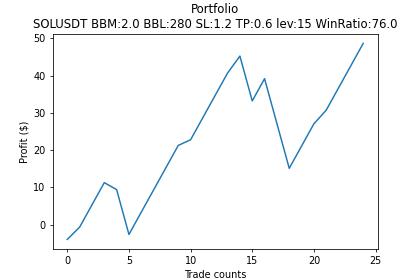 Portfolio
SOLUSDT BBM:2.0 BBL:280 SL:1.2 TP:0.6 lev:15 WinRatio:76.0
50
40
30
20
10
0
Profit ($)
0 5 10 15 20 25
Trade counts